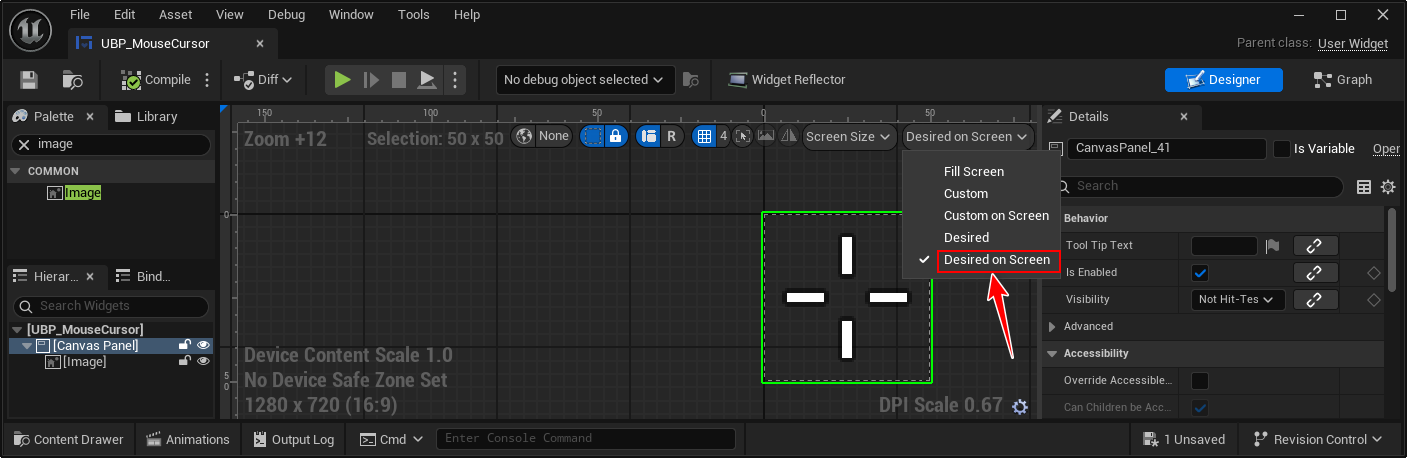 File Edit Asset View Debug Window Tools Help
UBP_MouseCursor
Parent class: User Widget
Compile Diff No debug object selected Widget Reflector Designer Graph
Palette Library
image
COMMON
Image
Hierar... Bind...
Search Widgets
[UBP_MouseCursor]
[Canvas Panel]
[Image]
150 100 50 0 50
Zoom +12 Selection: 50 x 50 None R 4 Screen Size Desired on Screen
Fill Screen
Custom
Custom on Screen
Desired
Desired on Screen
0
5
0
Device Content Scale 1.0
No Device Safe Zone Set
1280 x 720 (16:9)
DPI Scale 0.67
Details
CanvasPanel_41 Is Variable Oper
Search
Behavior
Tool Tip Text
Is Enabled
Visibility Not Hit-Tes
Advanced
Accessibility
Override Accessible...
Can Children be Acc...
Content Drawer Animations Output Log Cmd Enter Console Command 1 Unsaved Revision Control